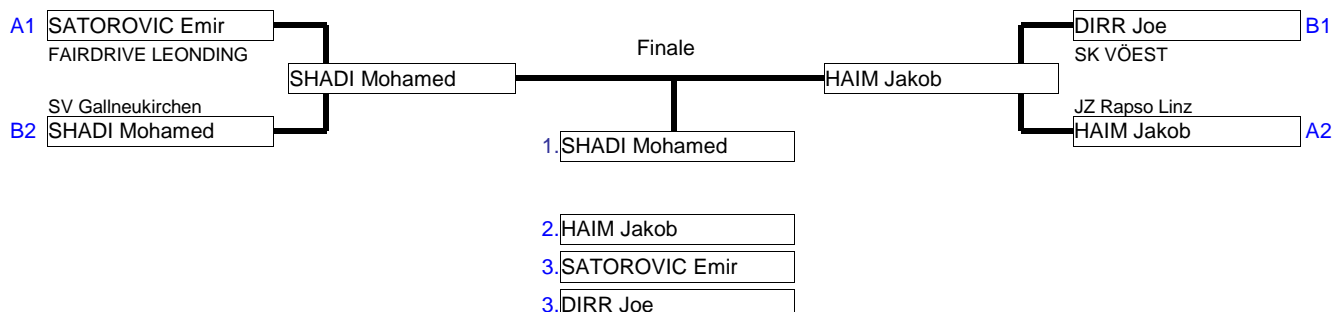 A1 SATOROVIC Emir
FAIRDRIVE LEONDING
SV Gallneukirchen
B2 SHADI Mohamed
SHADI Mohamed
Finale
HAIM Jakob
DIRR Joe B1
SK VÖEST
JZ Rapso Linz
HAIM Jakob A2
1. SHADI Mohamed
2. HAIM Jakob
3. SATOROVIC Emir
3. DIRR Joe